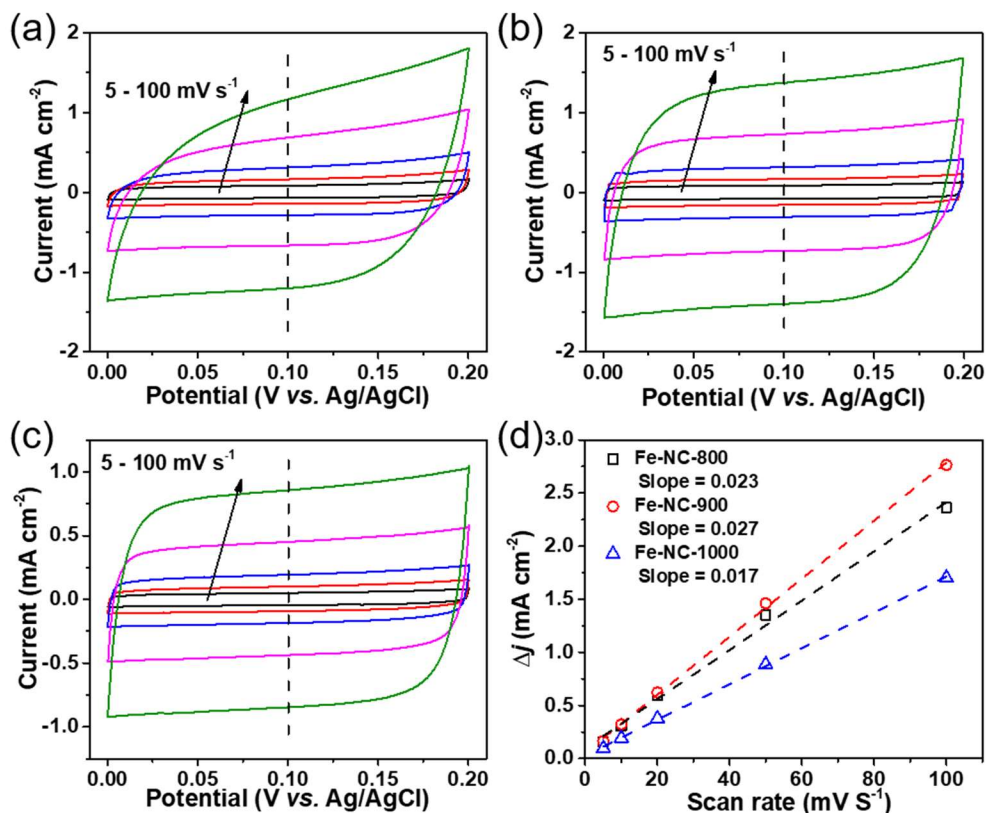 (a)
2
1
0
-1
-2
Current (mA cm⁻²)
5 - 100 mV s⁻¹
0.00 0.05 0.10 0.15 0.20
Potential (V vs. Ag/AgCl)
(b)
2
1
0
-1
-2
Current (mA cm⁻²)
5 - 100 mV s⁻¹
0.00 0.05 0.10 0.15 0.20
Potential (V vs. Ag/AgCl)
(c)
1.0
0.5
0.0
-0.5
-1.0
Current (mA cm⁻²)
5 - 100 mV s⁻¹
0.00 0.05 0.10 0.15 0.20
Potential (V vs. Ag/AgCl)
(d)
3.0
2.5
2.0
1.5
1.0
0.5
0.0
Δj (mA cm⁻²)
Fe-NC-800
Slope = 0.023
Fe-NC-900
Slope = 0.027
Fe-NC-1000
Slope = 0.017
20 40 60 80 100
Scan rate (mV S⁻¹)